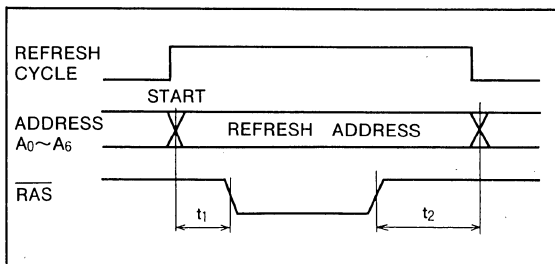 REFRESH
CYCLE
START
ADDRESS
A0~A6
REFRESH ADDRESS
RAS
t1
t2